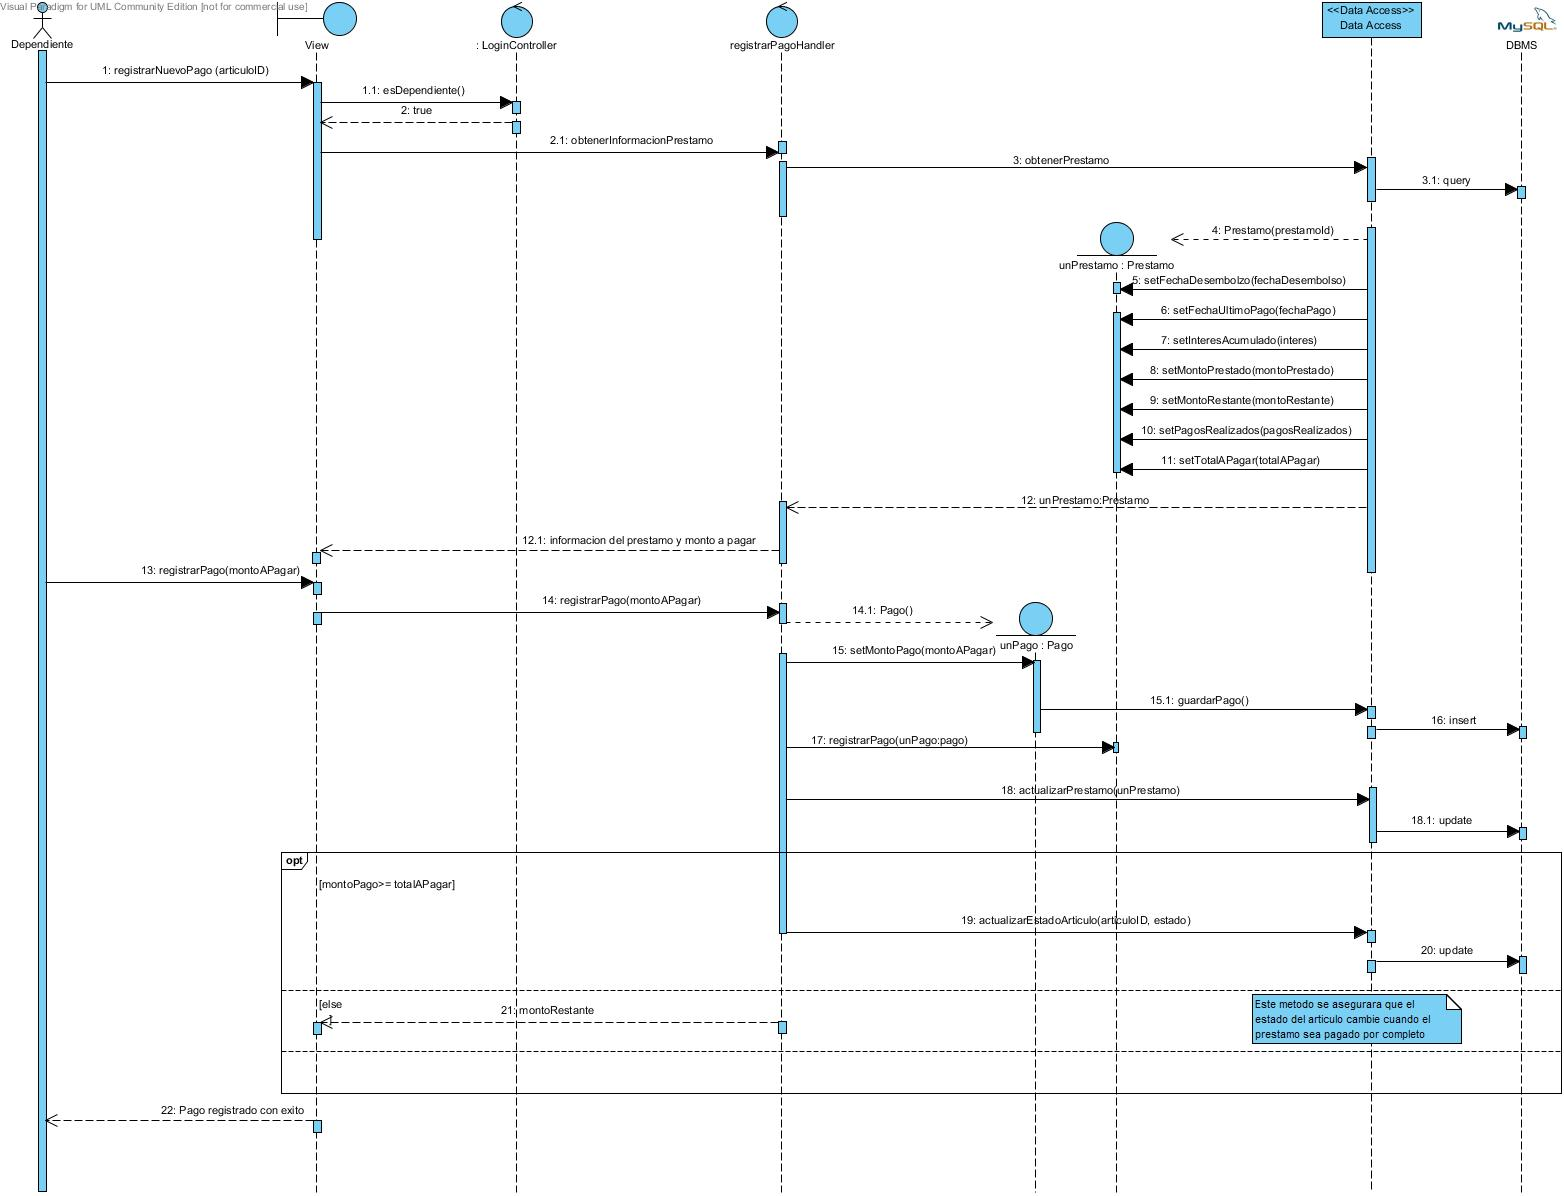 Visual Paradigm for UML Community Edition [not for commercial use]
<<Data Access>>
Data Access
MySQL
Dependiente
View
: LoginController
registrarPagoHandler
DBMS
1: registrarNuevoPago (articuloID)
1.1: esDependiente()
2: true
2.1: obtenerInformacionPrestamo
3: obtenerPrestamo
3.1: query
4: Prestamo(prestamoId)
unPrestamo : Prestamo
5: setFechaDesembolzo(fechaDesembolso)
6: setFechaUltimoPago(fechaPago)
7: setInteresAcumulado(interes)
8: setMontoPrestado(montoPrestado)
9: setMontoRestante(montoRestante)
10: setPagosRealizados(pagosRealizados)
11: setTotalAPagar(totalAPagar)
12: unPrestamo:Prestamo
12.1: informacion del prestamo y monto a pagar
13: registrarPago(montoAPagar)
14: registrarPago(montoAPagar)
14.1: Pago()
unPago : Pago
15: setMontoPago(montoAPagar)
15.1: guardarPago()
16: insert
17: registrarPago(unPago:pago)
18: actualizarPrestamo(unPrestamo)
18.1: update
opt
[montoPago>= totalAPagar]
19: actualizarEstadoArticulo(articuloID, estado)
20: update
[else
]
21: montoRestante
Este metodo se asegurara que el
estado del articulo cambie cuando el
prestamo sea pagado por completo
22: Pago registrado con exito